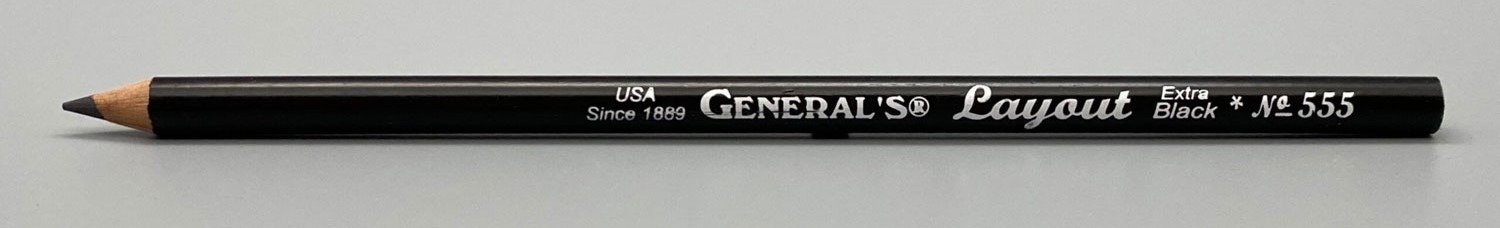 USA
Since 1889
GENERAL'S®
Layout
Extra
Black
* Nº 555